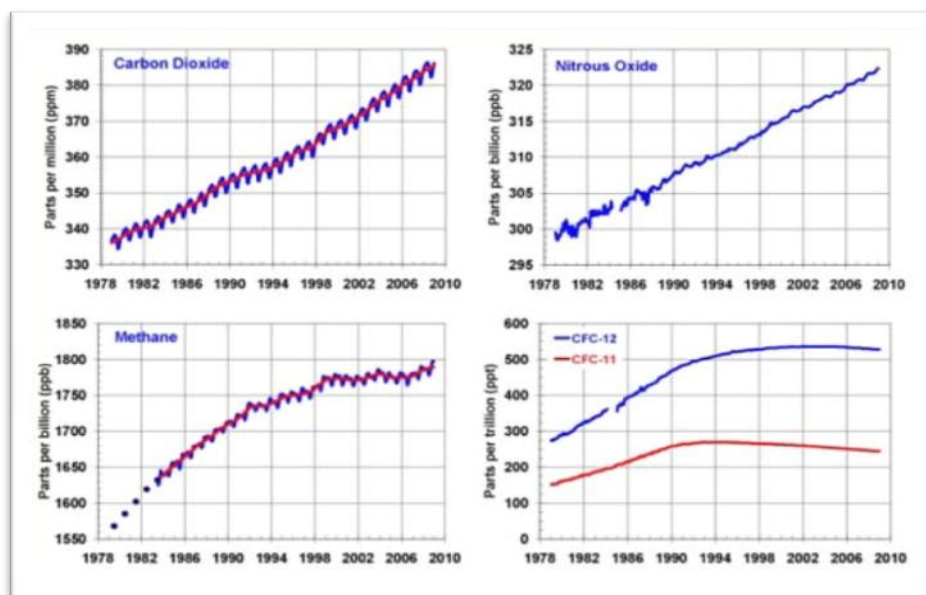 Carbon Dioxide
Parts per million (ppm)
390
380
370
360
350
340
330
1978 1982 1986 1990 1994 1998 2002 2006 2010
Nitrous Oxide
Parts per billion (ppb)
325
320
315
310
305
300
295
1978 1982 1986 1990 1994 1998 2002 2006 2010
Methane
Parts per billion (ppb)
1850
1800
1750
1700
1650
1600
1550
1978 1982 1986 1990 1994 1998 2002 2006 2010
CFC-12
CFC-11
Parts per trillion (ppt)
600
500
400
300
200
100
0
1978 1982 1986 1990 1994 1998 2002 2006 2010